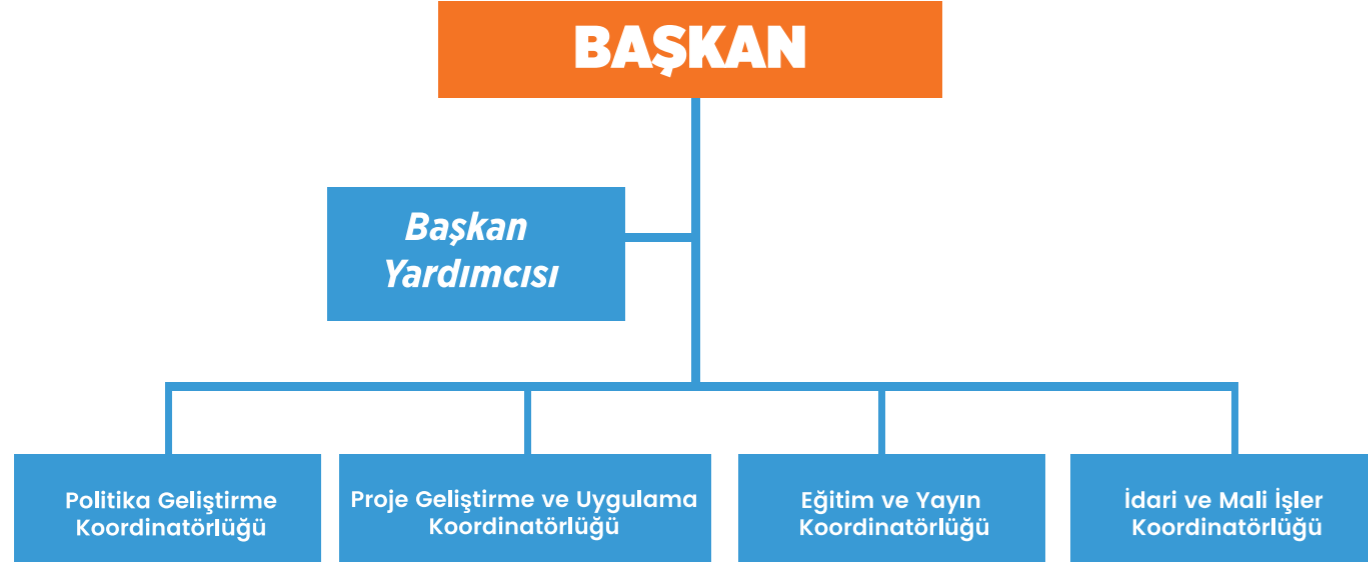 BAŞKAN
Başkan
Yardımcısı
Politika Geliştirme
Koordinatörlüğü
Proje Geliştirme ve Uygulama
Koordinatörlüğü
Eğitim ve Yayın
Koordinatörlüğü
İdari ve Mali İşler
Koordinatörlüğü